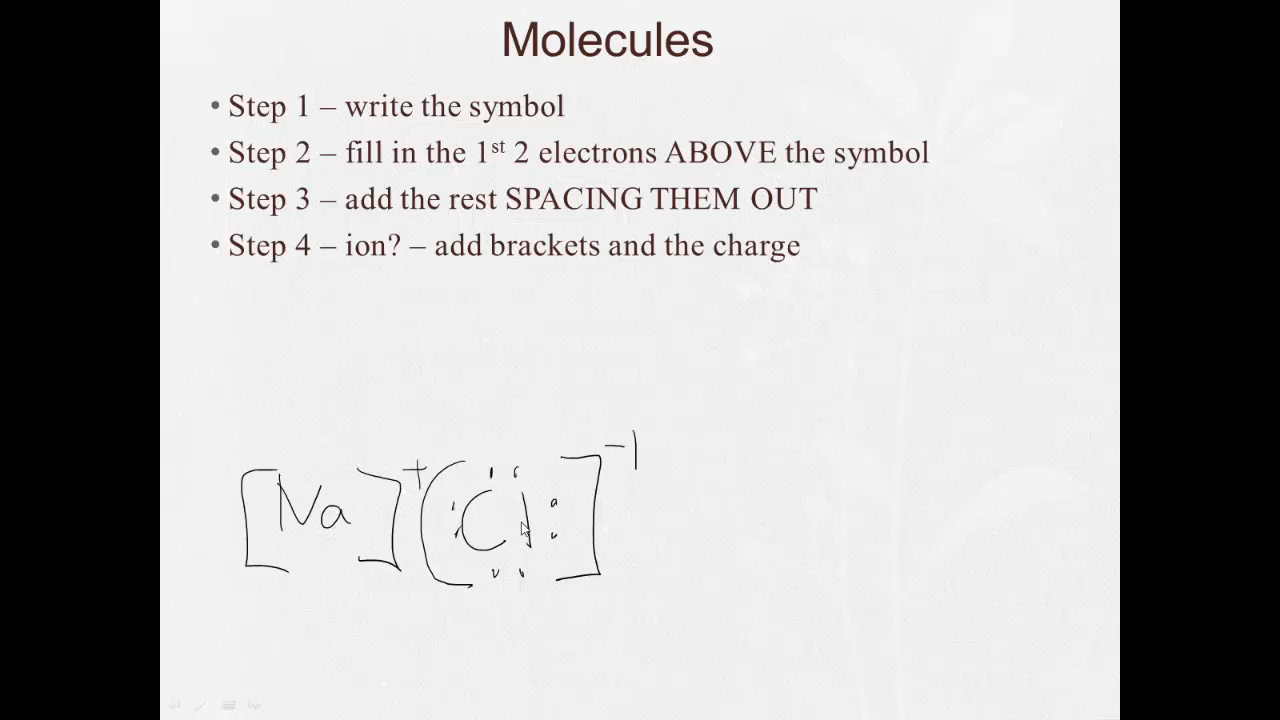 Molecules
• Step 1 – write the symbol
• Step 2 – fill in the 1st 2 electrons ABOVE the symbol
• Step 3 – add the rest SPACING THEM OUT
• Step 4 – ion? – add brackets and the charge
[Na]+ (Cl]-1